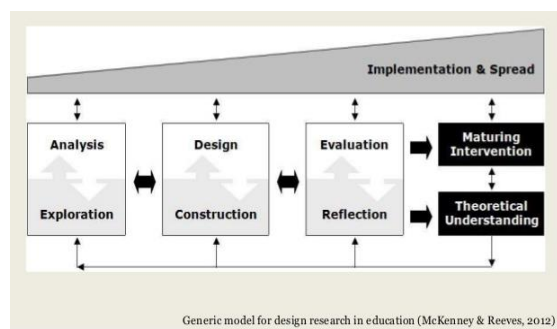 Implementation & Spread
Analysis
Exploration
Design
Construction
Evaluation
Reflection
Maturing
Intervention
Theoretical
Understanding
Generic model for design research in education (McKenney & Reeves, 2012)